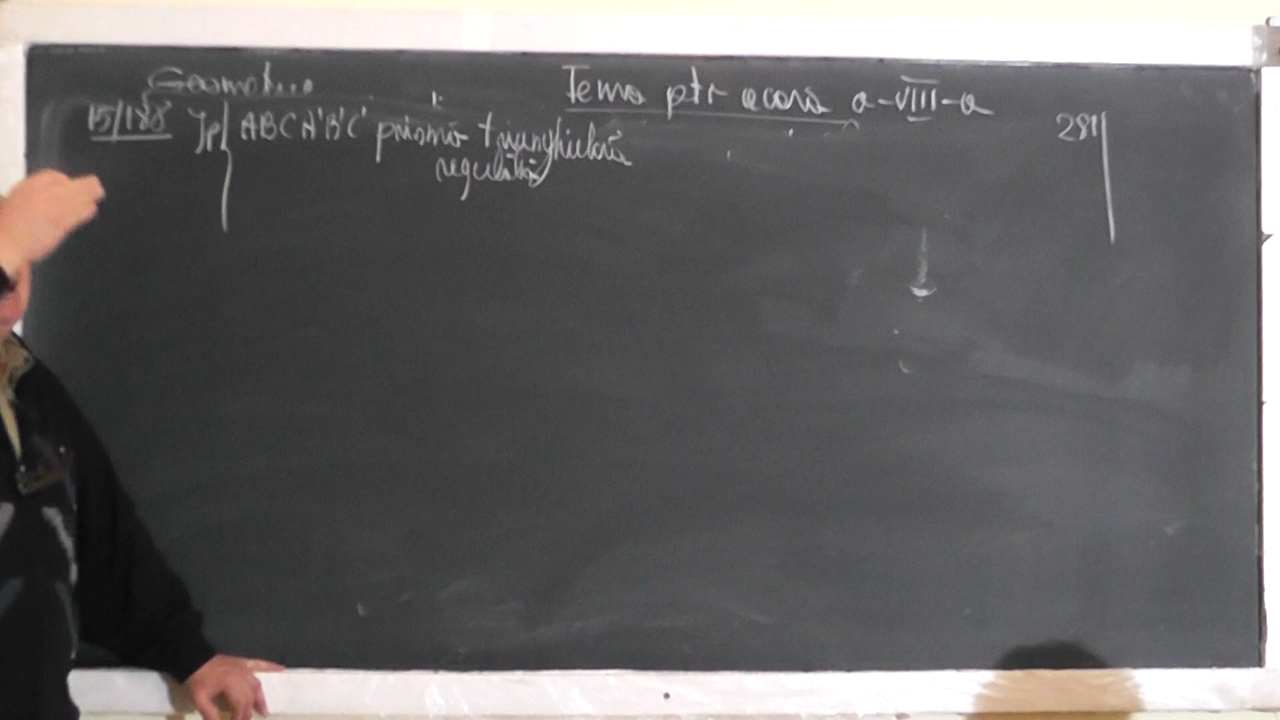 Geometrie
Tema ptr acasă a-VIII-a
15/188 Ip ABCA'B'C' prismă triunghiulară
regulată
281